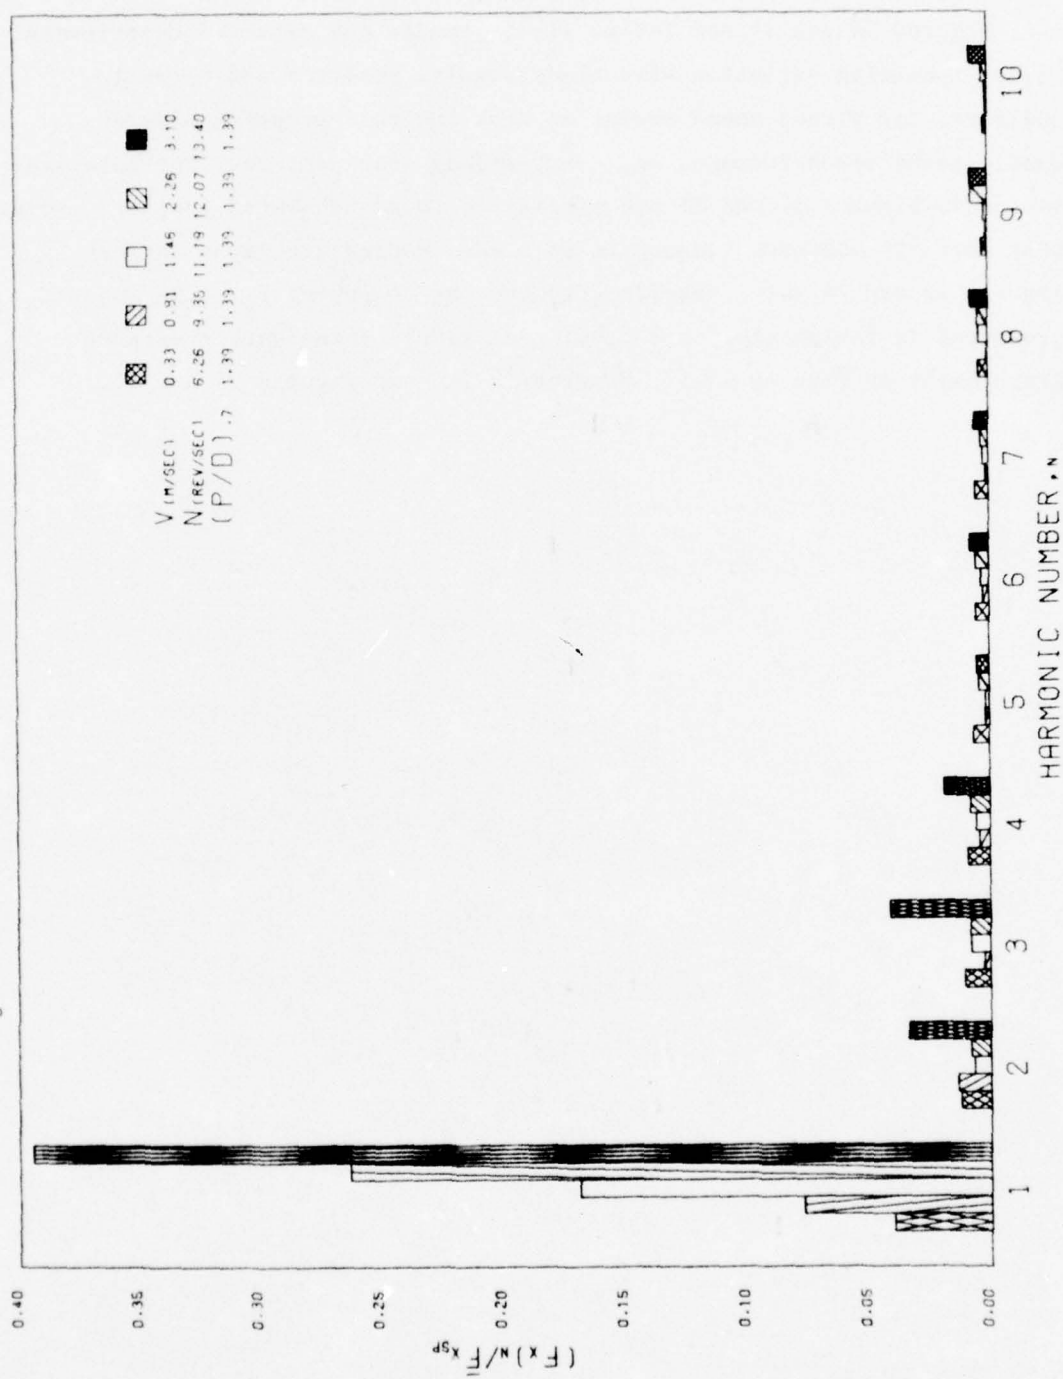 V (M/SEC) 0.33 0.91 1.46 2.26 3.10
N (REV/SEC) 6.26 9.35 11.19 12.07 13.40
(P/D).7 1.39 1.39 1.39 1.39 1.39
0.40
0.35
0.30
0.25
0.20
0.15
0.10
0.05
0.00
(F X) N/F̅ XSP
1 2 3 4 5 6 7 8 9 10
HARMONIC NUMBER, N